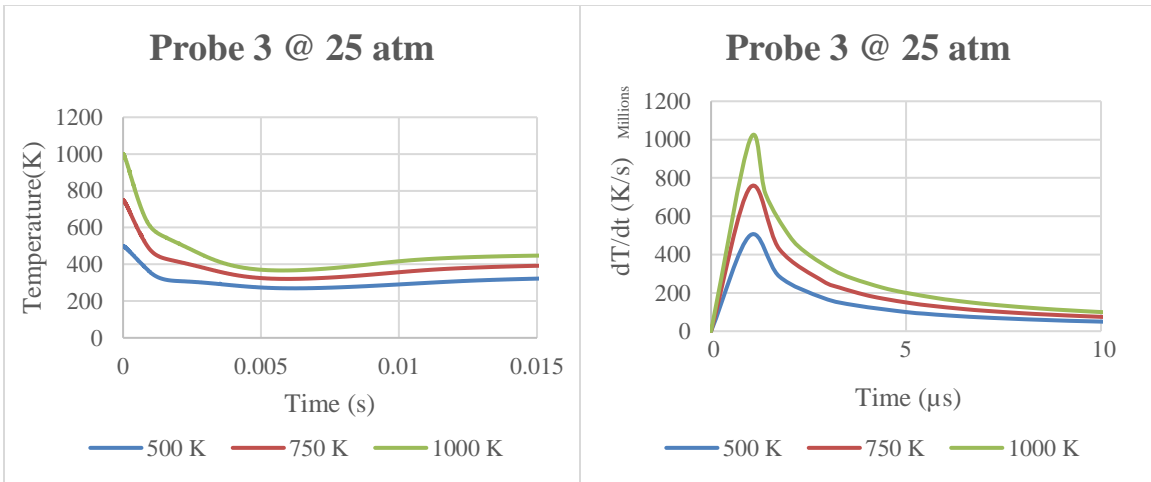 Probe 3 @ 25 atm
Temperature(K)
1200
1000
800
600
400
200
0
0 0.005 0.01 0.015
Time (s)
500 K 750 K 1000 K
Probe 3 @ 25 atm
dT/dt (K/s) Millions
1200
1000
800
600
400
200
0
0 5 10
Time (µs)
500 K 750 K 1000 K